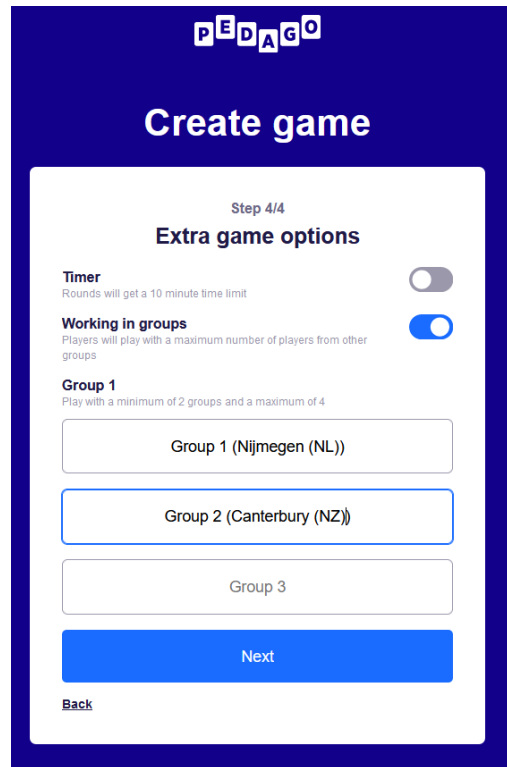 PEDAGO
Create game
Step 4/4
Extra game options
Timer
Rounds will get a 10 minute time limit
Working in groups
Players will play with a maximum number of players from other
groups
Group 1
Play with a minimum of 2 groups and a maximum of 4
Group 1 (Nijmegen (NL))
Group 2 (Canterbury (NZ))
Group 3
Next
Back